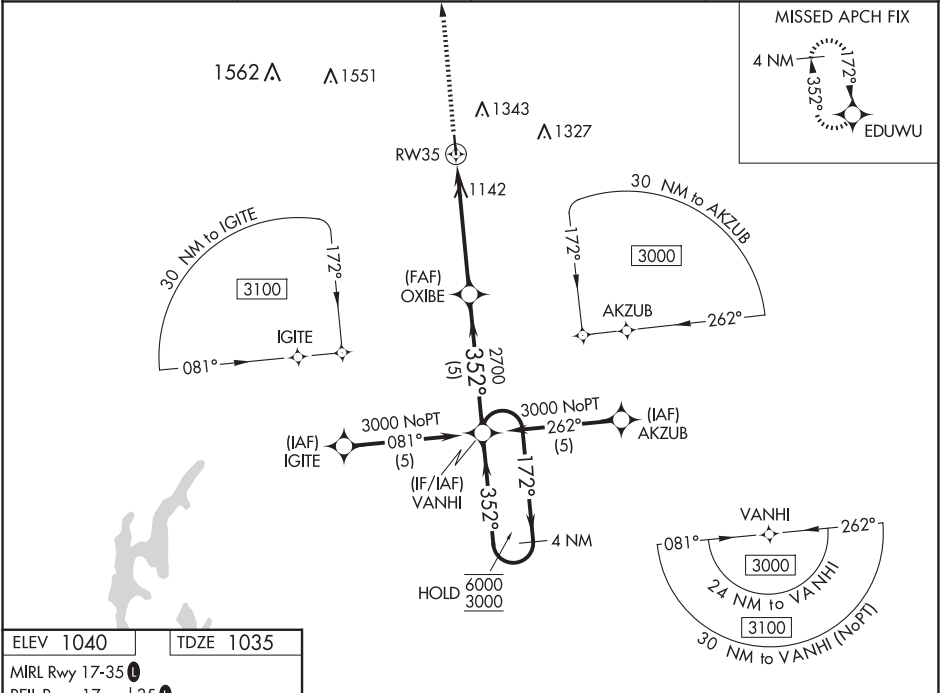 MISSED APCH FIX
4 NM
172°
352°
EDUWU
1562
1551
1343
1327
RW35
1142
30 NM to IGITE
172°
3100
IGITE
081°
30 NM to AKZUB
172°
3000
AKZUB
262°
(FAF)
OXIBE
2700
352°
(5)
3000 NoPT
081°
(5)
(IAF)
IGITE
3000 NoPT
262°
(5)
(IAF)
AKZUB
(IF/IAF)
VANHI
352°
172°
4 NM
HOLD
6000
3000
VANHI
081°
262°
3000
24 NM to VANHI
3100
30 NM to VANHI (NoPT)
ELEV 1040
TDZE 1035
MIRL Rwy 17-35 L